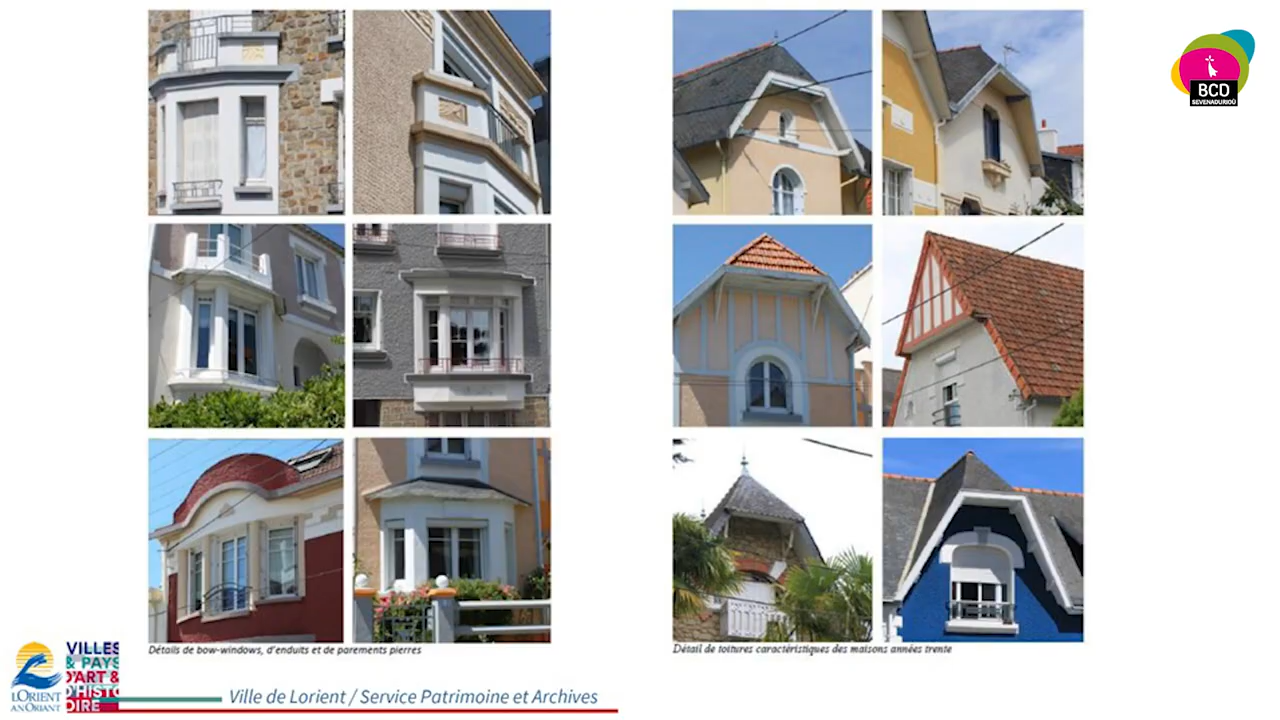 BCD
SEVENADURIOÙ
Détails de bow-windows, d'enduits et de parements pierres
Détail de toitures caractéristiques des maisons années trente
VILLES
& PAYS
D'ART &
D'HISTO
IRE
LORIENT
AN ORIANT
Ville de Lorient / Service Patrimoine et Archives